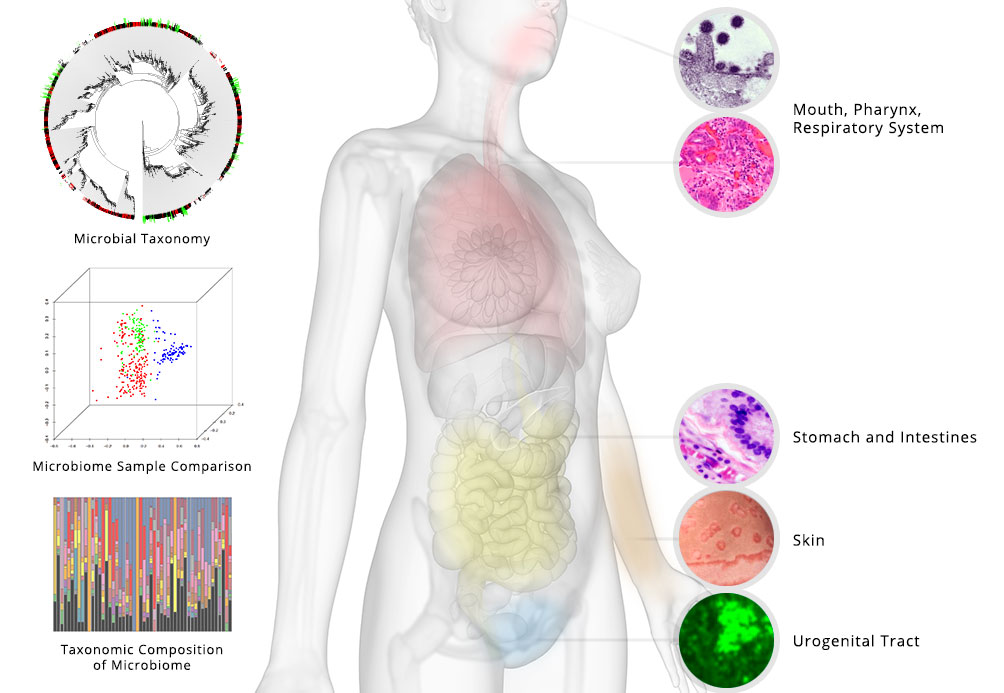 Microbial Taxonomy
Microbiome Sample Comparison
Taxonomic Composition
of Microbiome
Mouth, Pharynx,
Respiratory System
Stomach and Intestines
Skin
Urogenital Tract